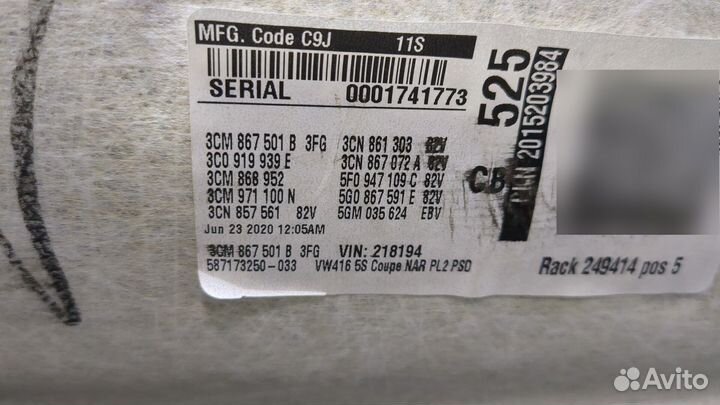 MFG. Code C9J 11S
SERIAL 0001741773
3CM 867 501 B 3FG 3CN 861 303 82V
3C0 919 939 E 3CN 867 072 A 82V
3CM 868 952 5F0 947 109 C 82V
3CM 971 100 N 5G0 867 591 E 82V
3CN 857 561 82V 5GM 035 624 EBV
Jun 23 2020 12:05AM
3CM 867 501 B 3FG VIN: 218194
587173250-033 VW416 5S Coupe NAR PL2 PSD
525
2015203984
Rack 249414 pos 5
Avito